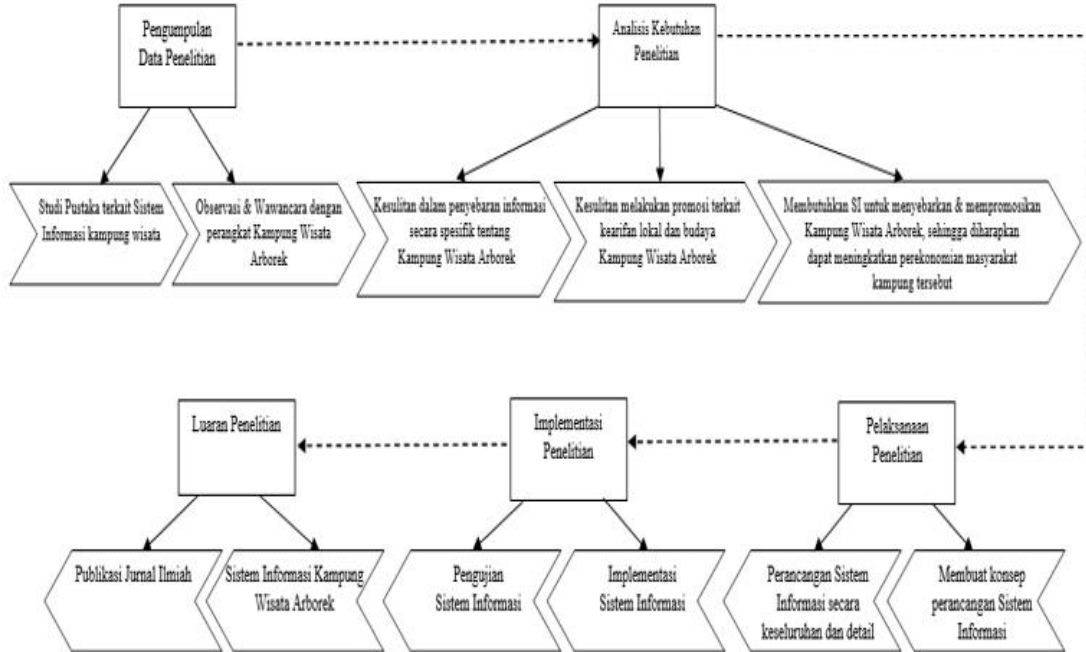 Pengumpulan
Data Penelitian
Analisis Kebutuhan
Penelitian
Studi Pustaka terkait Sistem
Informasi kampung wisata
Observasi & Wawancara dengan
perangkat Kampung Wisata
Arborek
Kesulitan dalam penyebaran informasi
secara spesifik tentang
Kampung Wisata Arborek
Kesulitan melakukan promosi terkait
kearifan lokal dan budaya
Kampung Wisata Arborek
Membutuhkan SI untuk menyebarkan & mempromosikan
Kampung Wisata Arborek, sehingga diharapkan
dapat meningkatkan perekonomian masyarakat
kampung tersebut
Luaran Penelitian
Implementasi
Penelitian
Pelaksanaan
Penelitian
Publikasi Jurnal Ilmiah
Sistem Informasi Kampung
Wisata Arborek
Pengujian
Sistem Informasi
Implementasi
Sistem Informasi
Perancangan Sistem
Informasi secara
keseluruhan dan detail
Membuat konsep
perancangan Sistem
Informasi